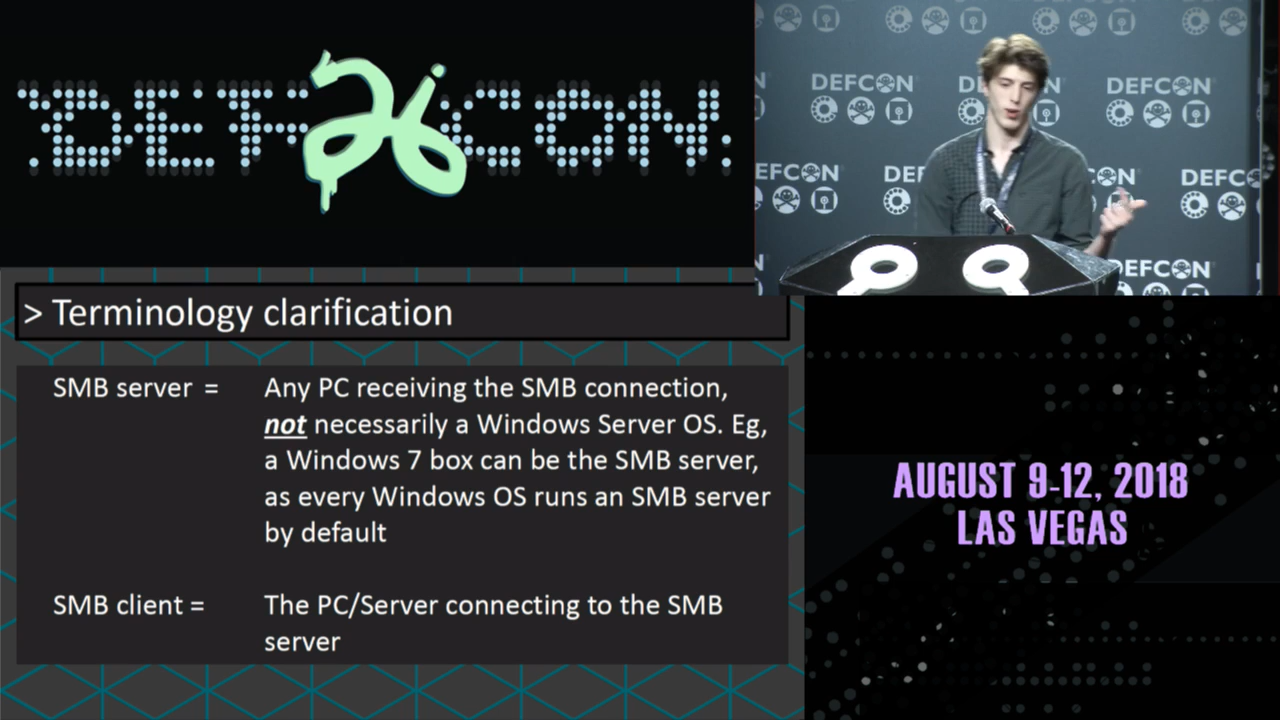 DEF 26 CON
DEFCON DEFCON DEFCON
DEFCON DEFCON
DEFCON
> Terminology clarification
SMB server = Any PC receiving the SMB connection,
not necessarily a Windows Server OS. Eg,
a Windows 7 box can be the SMB server,
as every Windows OS runs an SMB server
by default
SMB client = The PC/Server connecting to the SMB
server
AUGUST 9-12, 2018
LAS VEGAS